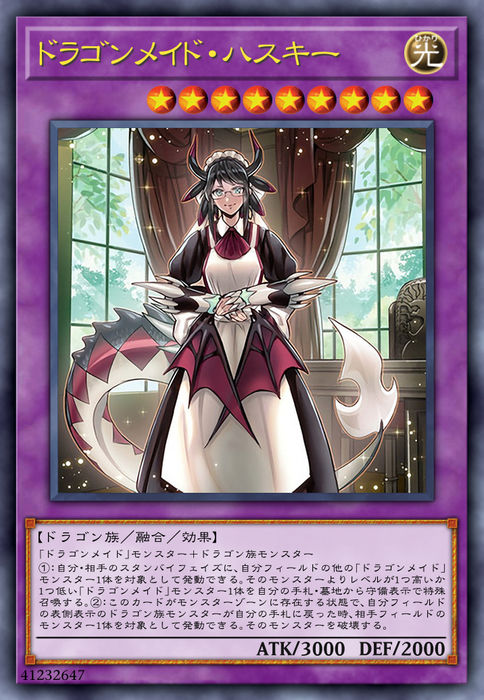 ドラゴンメイド・ハスキー
ひかり
光
【ドラゴン族/融合/効果】
「ドラゴンメイド」モンスター+ドラゴン族モンスター
①:自分・相手のスタンバイフェイズに、自分フィールドの他の「ドラゴンメイド」
モンスター1体を対象として発動できる。そのモンスターよりレベルが1つ高いか
1つ低い「ドラゴンメイド」モンスター1体を自分の手札・墓地から守備表示で特殊
召喚する。②:このカードがモンスターゾーンに存在する状態で、自分フィールド
の表側表示のドラゴン族モンスターが自分の手札に戻った時、相手フィールドの
モンスター1体を対象として発動できる。そのモンスターを破壊する。
ATK/3000 DEF/2000
41232647